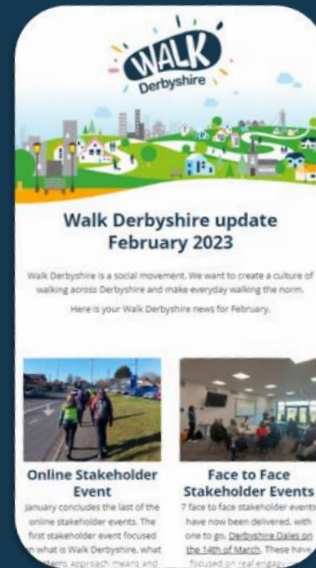 WALK
Derbyshire
Walk Derbyshire update
February 2023
Walk Derbyshire is a social movement. We want to create a culture of
walking across Derbyshire and make everyday walking the norm.
Here is your Walk Derbyshire news for February.
Online Stakeholder
Event
January concludes the last of the
online stakeholder events. The
first stakeholder event focused
on what is Walk Derbyshire, what
approach means and
Face to Face
Stakeholder Events
7 face to face stakeholder events
have now been delivered, with
one to go, Derbyshire Dales on
the 14th of March. These have
focused on real engag